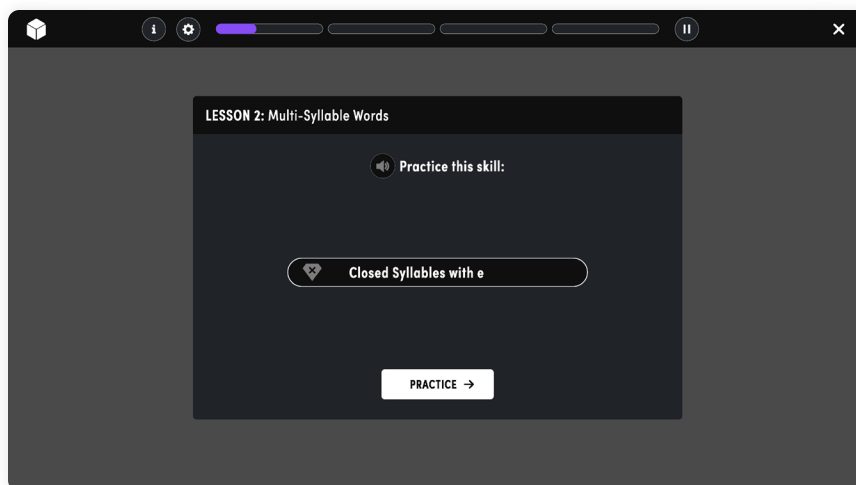 LESSON 2: Multi-Syllable Words
Practice this skill:
Closed Syllables with e
PRACTICE →